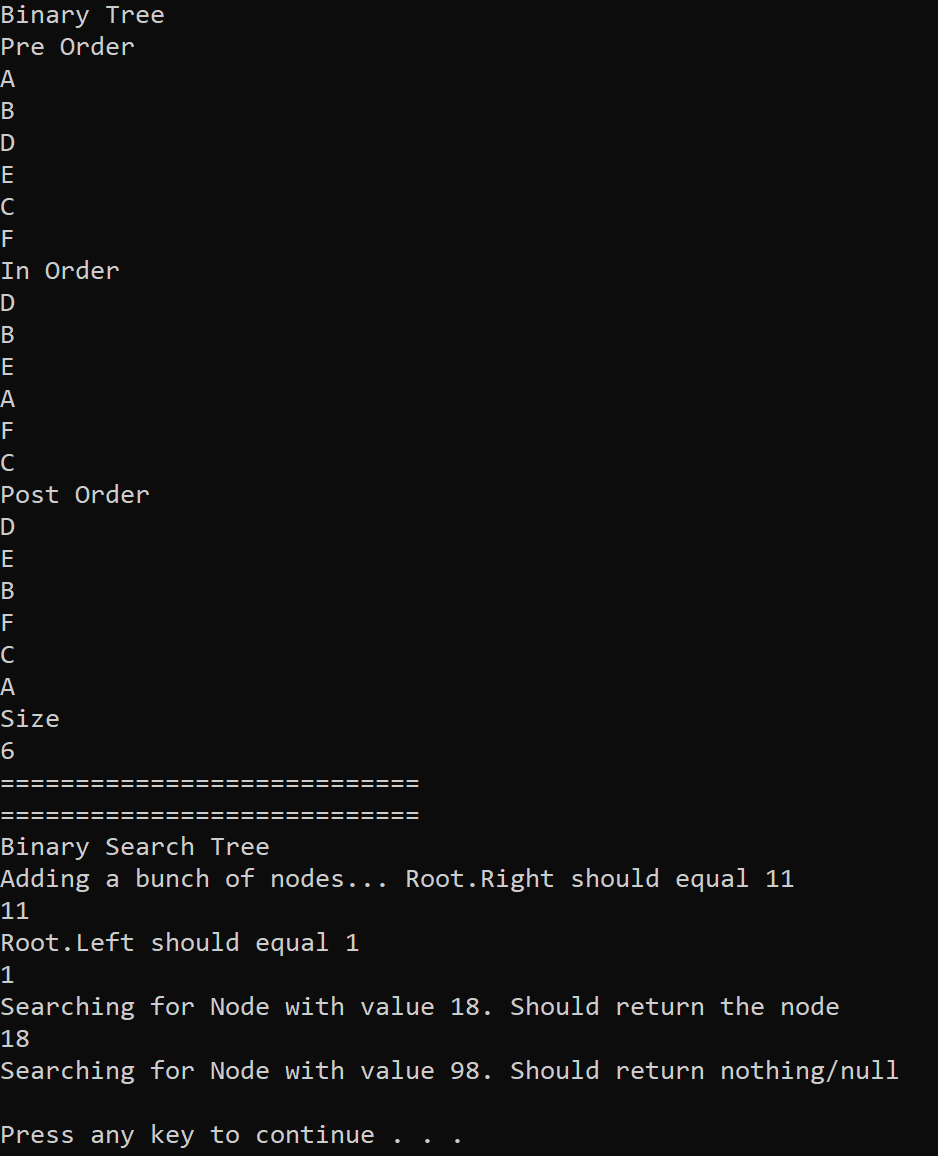 Binary Tree
Pre Order
A
B
D
E
C
F
In Order
D
B
E
A
F
C
Post Order
D
E
B
F
C
A
Size
6
============================
============================
Binary Search Tree
Adding a bunch of nodes... Root.Right should equal 11
11
Root.Left should equal 1
1
Searching for Node with value 18. Should return the node
18
Searching for Node with value 98. Should return nothing/null
Press any key to continue . . .